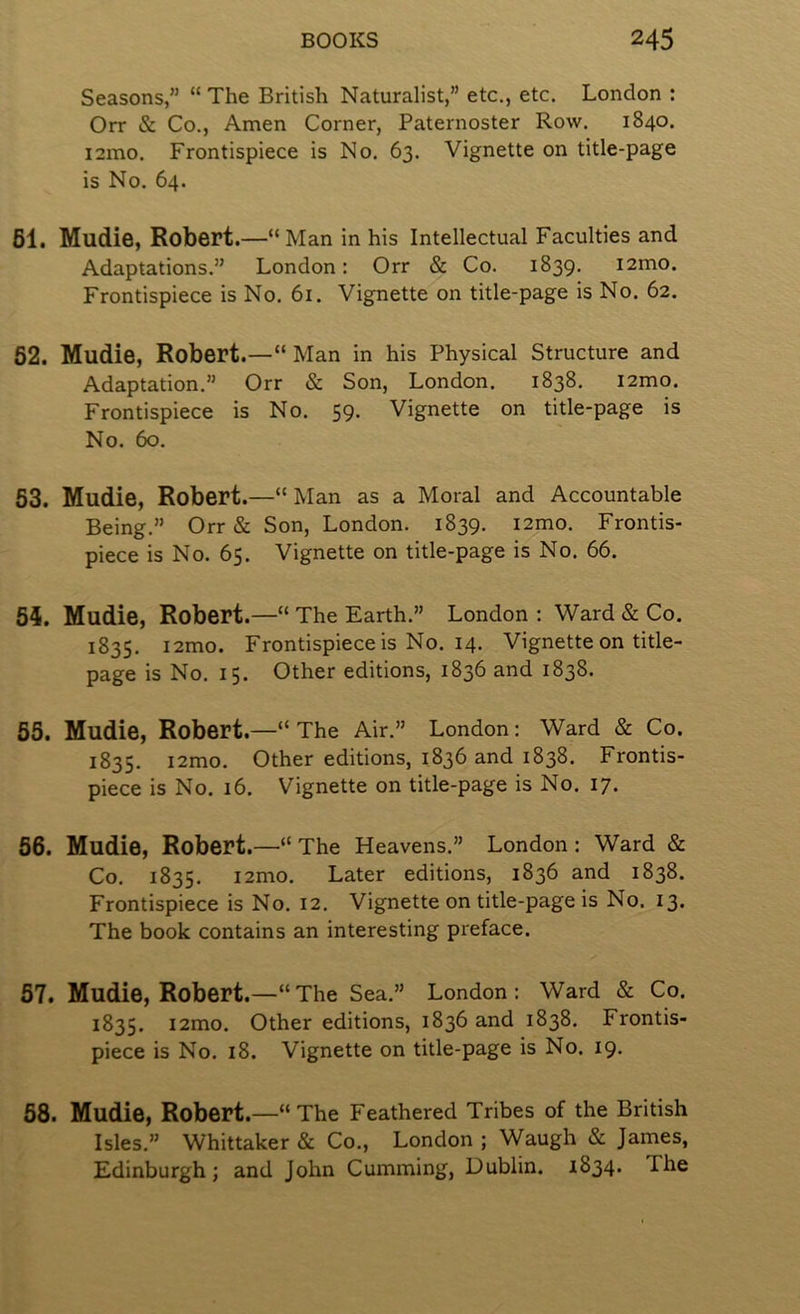 BOOKS 245
Seasons,” “ The British Naturalist,” etc., etc. London :
Orr & Co., Amen Corner, Paternoster Row. 1840.
12mo. Frontispiece is No. 63. Vignette on title-page
is No. 64.
51. Mudie, Robert.—“ Man in his Intellectual Faculties and
Adaptations.” London: Orr & Co. 1839. 12mo.
Frontispiece is No. 61. Vignette on title-page is No. 62.
52. Mudie, Robert.—“ Man in his Physical Structure and
Adaptation.” Orr & Son, London. 1838. 12mo.
Frontispiece is No. 59. Vignette on title-page is
No. 60.
53. Mudie, Robert.—“ Man as a Moral and Accountable
Being.” Orr & Son, London. 1839. 12mo. Frontis-
piece is No. 65. Vignette on title-page is No. 66.
54. Mudie, Robert.—“ The Earth.” London : Ward & Co.
1835. 12mo. Frontispiece is No. 14. Vignette on title-
page is No. 15. Other editions, 1836 and 1838.
55. Mudie, Robert.—“ The Air.” London: Ward & Co.
1835. 12mo. Other editions, 1836 and 1838. Frontis-
piece is No. 16. Vignette on title-page is No. 17.
56. Mudie, Robert.—“ The Heavens.” London: Ward &
Co. 1835. 12mo. Later editions, 1836 and 1838.
Frontispiece is No. 12. Vignette on title-page is No. 13.
The book contains an interesting preface.
57. Mudie, Robert.—“ The Sea.” London: Ward & Co.
1835. 12mo. Other editions, 1836 and 1838. Frontis-
piece is No. 18. Vignette on title-page is No. 19.
58. Mudie, Robert.—“ The Feathered Tribes of the British
Isles.” Whittaker & Co., London ; Waugh & James,
Edinburgh; and John Cumming, Dublin. 1834. The